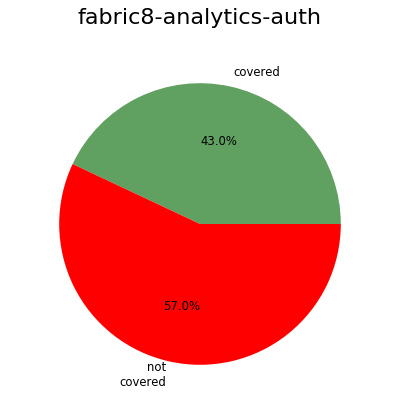 fabric8-analytics-auth
covered
43.0%
57.0%
not
covered